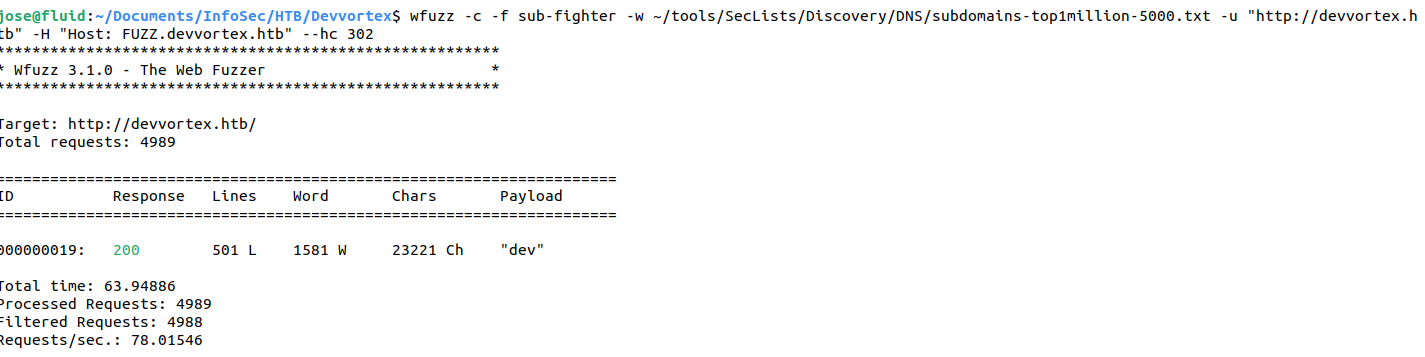 jose@fluid:~/Documents/InfoSec/HTB/Devvortex$ wfuzz -c -f sub-fighter -w ~/tools/SecLists/Discovery/DNS/subdomains-top1million-5000.txt -u "http://devvortex.h
tb" -H "Host: FUZZ.devvortex.htb" --hc 302
********************************************************
* Wfuzz 3.1.0 - The Web Fuzzer                         *
********************************************************
Target: http://devvortex.htb/
Total requests: 4989
=====================================================================
ID           Response   Lines    Word       Chars       Payload
=====================================================================
000000019:   200        501 L    1581 W     23221 Ch    "dev"
Total time: 63.94886
Processed Requests: 4989
Filtered Requests: 4988
Requests/sec.: 78.01546